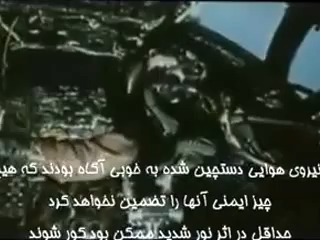 نیروی هوایی دستچین شده به خوبی آگاه بودند که هیچ
چیز ایمنی آنها را تضمین نخواهد کرد
حداقل در اثر نور شدید ممکن بود کور شوند